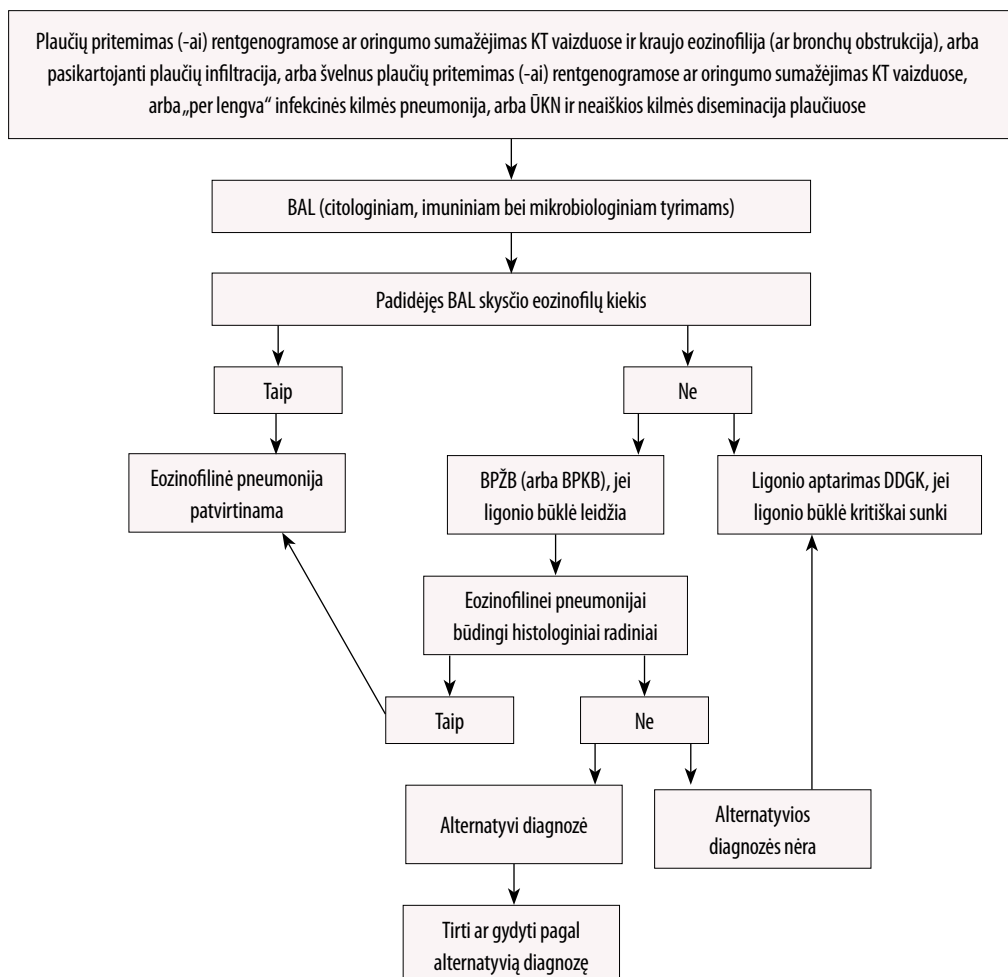 Plaučių pritemimas (-ai) rentgenogramose ar oringumo sumažėjimas KT vaizduose ir kraujo eozinofilija (ar bronchų obstrukcija), arba
pasikartojanti plaučių infiltracija, arba švelnus plaučių pritemimas (-ai) rentgenogramose ar oringumo sumažėjimas KT vaizduose,
arba „per lengva“ infekcinės kilmės pneumonija, arba ŪKN ir neaiškios kilmės diseminacija plaučiuose
BAL (citologiniam, imuniniam bei mikrobiologiniam tyrimams)
Padidėjęs BAL skysčio eozinofilų kiekis
Taip
Ne
Eozinofilinė pneumonija
patvirtinama
BPŽB (arba BPKB), jei
ligonio būklė leidžia
Ligonio aptarimas DDGK, jei
ligonio būklė kritiškai sunki
Eozinofilinei pneumonijai
būdingi histologiniai radiniai
Taip
Ne
Alternatyvi diagnozė
Alternatyvios
diagnozės nėra
Tirti ar gydyti pagal
alternatyvią diagnozę